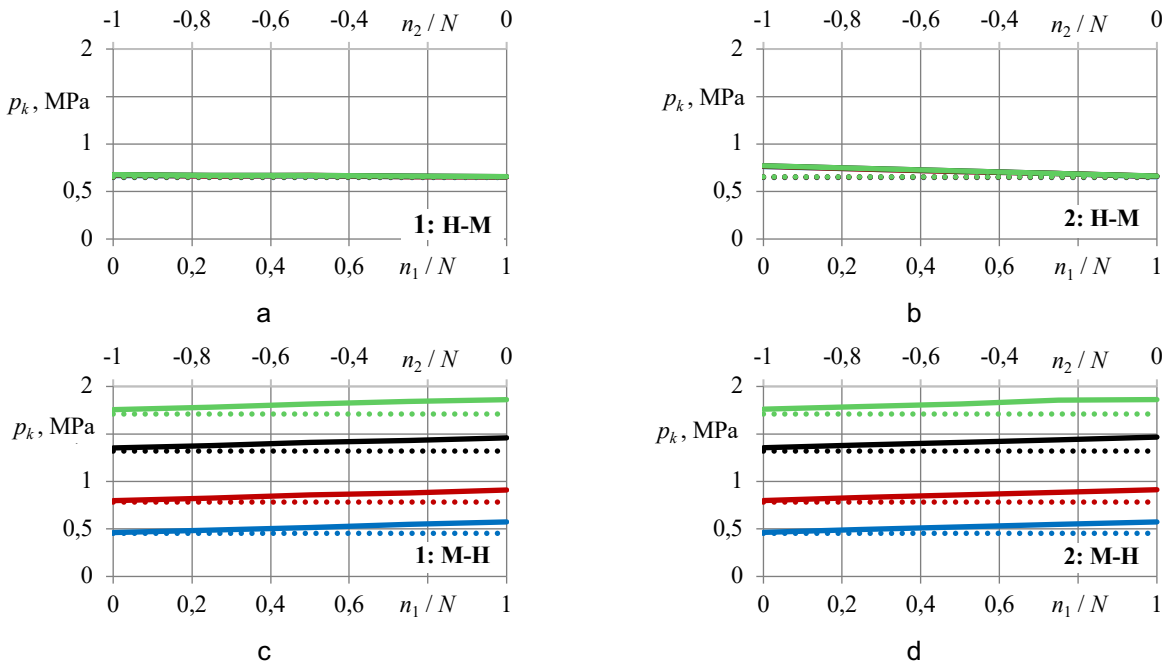 -1 -0,8 -0,6 -0,4 n₂ / N 0
2
pₖ , MPa
1
0,5
0
1: H-M
0 0,2 0,4 0,6 n₁ / N 1
a
-1 -0,8 -0,6 -0,4 n₂ / N 0
2
pₖ , MPa
1
0,5
0
2: H-M
0 0,2 0,4 0,6 n₁ / N 1
b
-1 -0,8 -0,6 -0,4 n₂ / N 0
2
pₖ , MPa
1
0,5
0
1: M-H
0 0,2 0,4 0,6 n₁ / N 1
c
-1 -0,8 -0,6 -0,4 n₂ / N 0
2
pₖ , MPa
1
0,5
0
2: M-H
0 0,2 0,4 0,6 n₁ / N 1
d